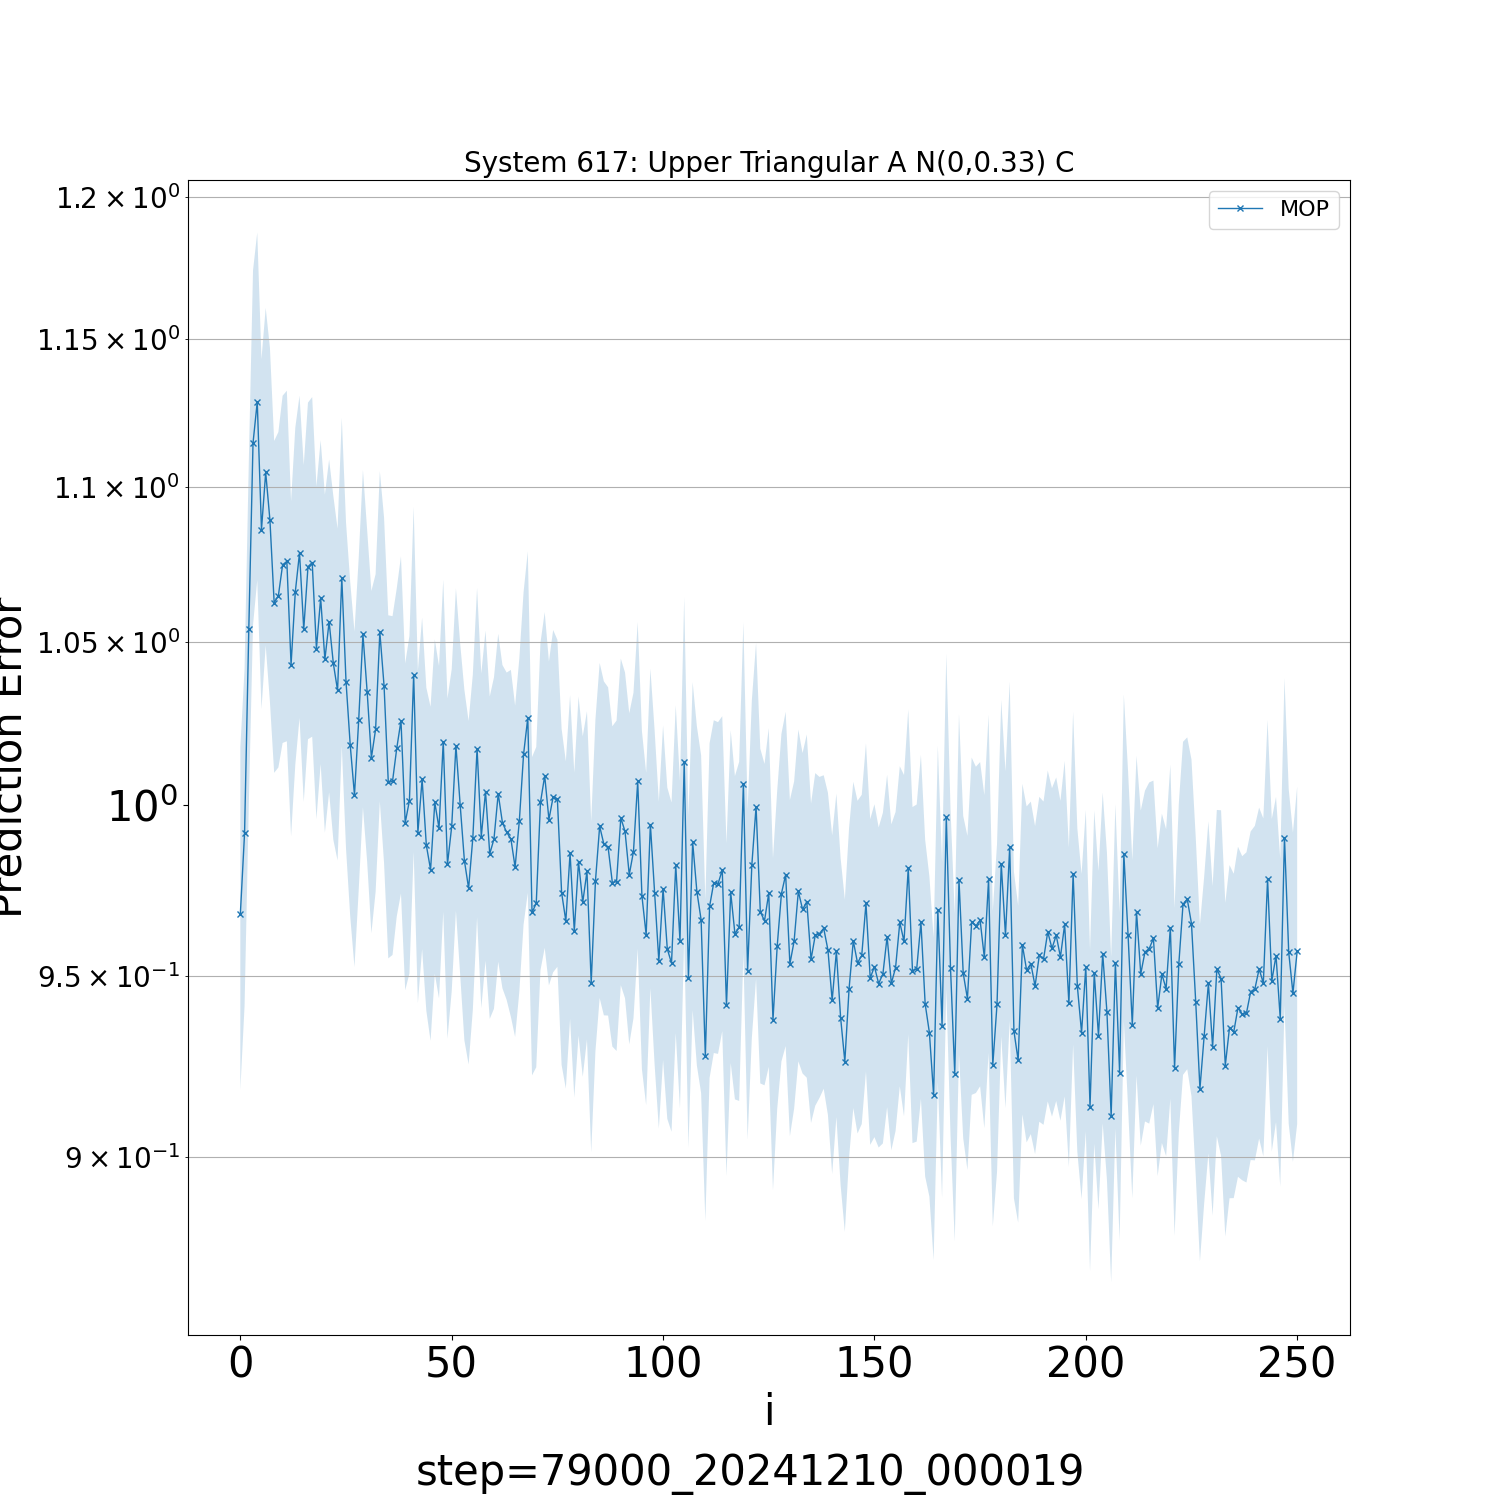 System 617: Upper Triangular A N(0,0.33) C
MOP
1.2 × 10⁰
1.15 × 10⁰
1.1 × 10⁰
1.05 × 10⁰
10⁰
9.5 × 10⁻¹
9 × 10⁻¹
Prediction Error
0 50 100 150 200 250
i
step=79000_20241210_000019